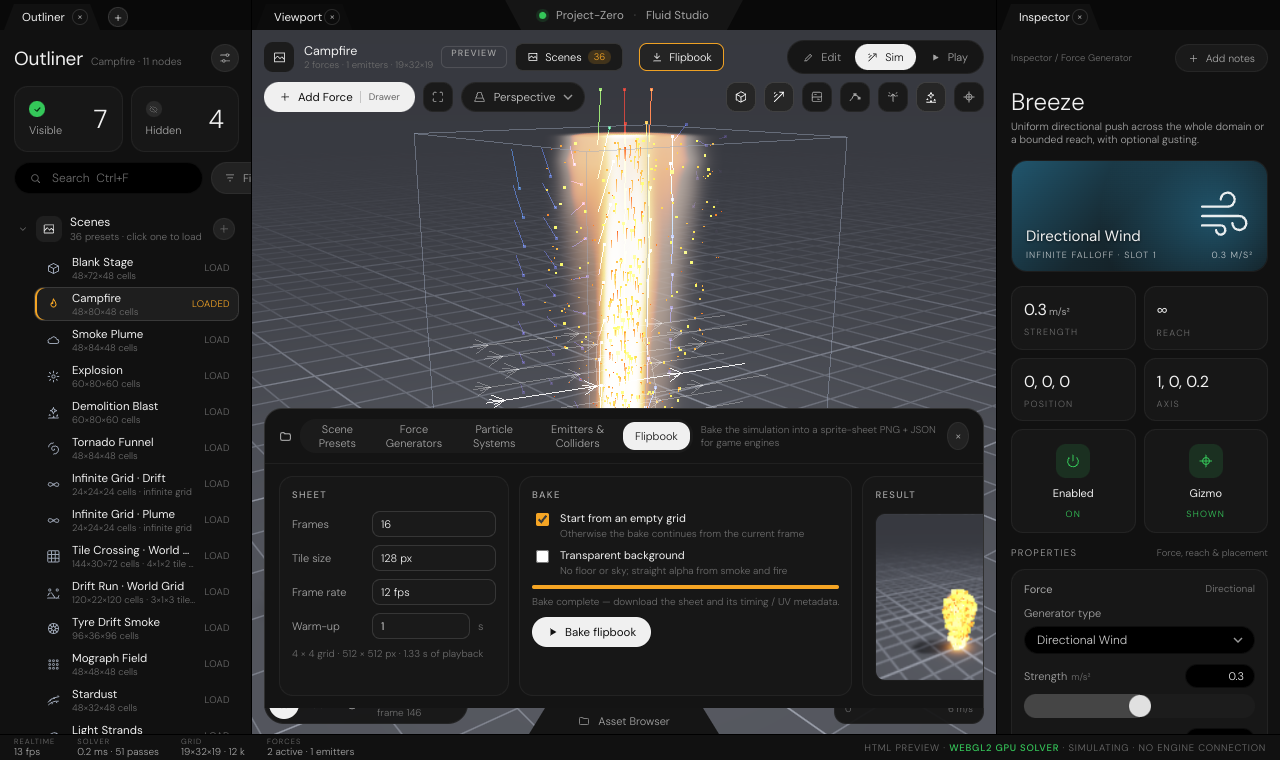 Outliner
Viewport
Project-Zero · Fluid Studio
Inspector
Outliner Campfire · 11 nodes
Visible 7
Hidden 4
Search Ctrl+F
Scenes
36 presets · click one to load
Blank Stage
48×72×48 cells
LOAD
Campfire
48×80×48 cells
LOADED
Smoke Plume
48×84×48 cells
LOAD
Explosion
60×80×60 cells
LOAD
Demolition Blast
60×80×60 cells
LOAD
Tornado Funnel
48×84×48 cells
LOAD
Infinite Grid · Drift
24×24×24 cells · infinite grid
LOAD
Infinite Grid · Plume
24×24×24 cells · infinite grid
LOAD
Tile Crossing · World ...
144×30×72 cells · 4×1×2 tile ...
LOAD
Drift Run · World Grid
120×22×120 cells · 3×1×3 tile...
LOAD
Tyre Drift Smoke
96×36×96 cells
LOAD
Mograph Field
48×48×48 cells
LOAD
Stardust
48×32×48 cells
LOAD
Light Strands
Campfire
2 forces · 1 emitters · 19×32×19
PREVIEW
Scenes 36
Flipbook
Edit
Sim
Play
Add Force | Drawer
Perspective
Scene Presets
Force Generators
Particle Systems
Emitters & Colliders
Flipbook
Bake the simulation into a sprite-sheet PNG + JSON
for game engines
SHEET
Frames 16
Tile size 128 px
Frame rate 12 fps
Warm-up 1 s
4 × 4 grid · 512 × 512 px · 1.33 s of playback
BAKE
Start from an empty grid
Otherwise the bake continues from the current frame
Transparent background
No floor or sky; straight alpha from smoke and fire
Bake complete — download the sheet and its timing / UV metadata.
Bake flipbook
RESULT
frame 146
Asset Browser
0 6 m/s
Inspector / Force Generator
Add notes
Breeze
Uniform directional push across the whole domain or
a bounded reach, with optional gusting.
Directional Wind
INFINITE FALLOFF · SLOT 1
0.3 M/S²
0.3 m/s²
STRENGTH
∞
REACH
0, 0, 0
POSITION
1, 0, 0.2
AXIS
Enabled
ON
Gizmo
SHOWN
PROPERTIES
Force, reach & placement
Force
Directional
Generator type
Directional Wind
Strength m/s² 0.3
REALTIME
13 fps
SOLVER
0.2 ms · 51 passes
GRID
19×32×19 · 12 k
FORCES
2 active · 1 emitters
HTML PREVIEW · WEBGL2 GPU SOLVER · SIMULATING · NO ENGINE CONNECTION